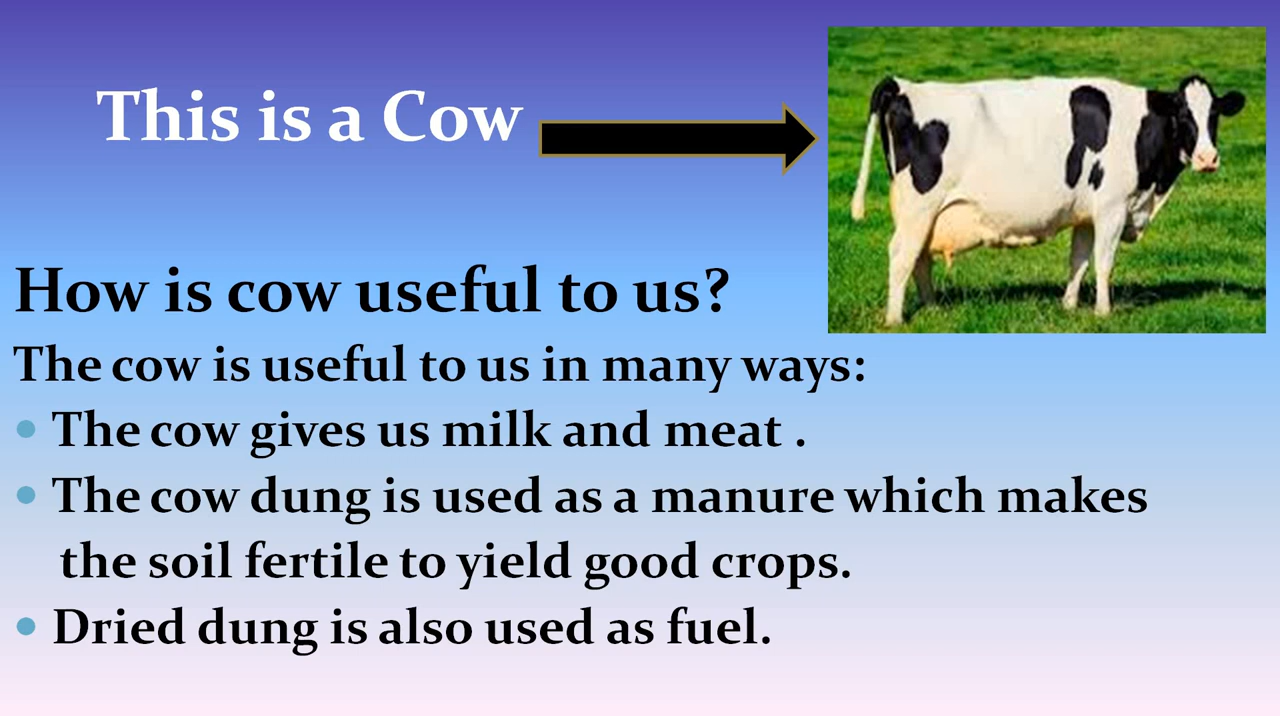 This is a Cow
How is cow useful to us?
The cow is useful to us in many ways:
• The cow gives us milk and meat .
• The cow dung is used as a manure which makes
the soil fertile to yield good crops.
• Dried dung is also used as fuel.